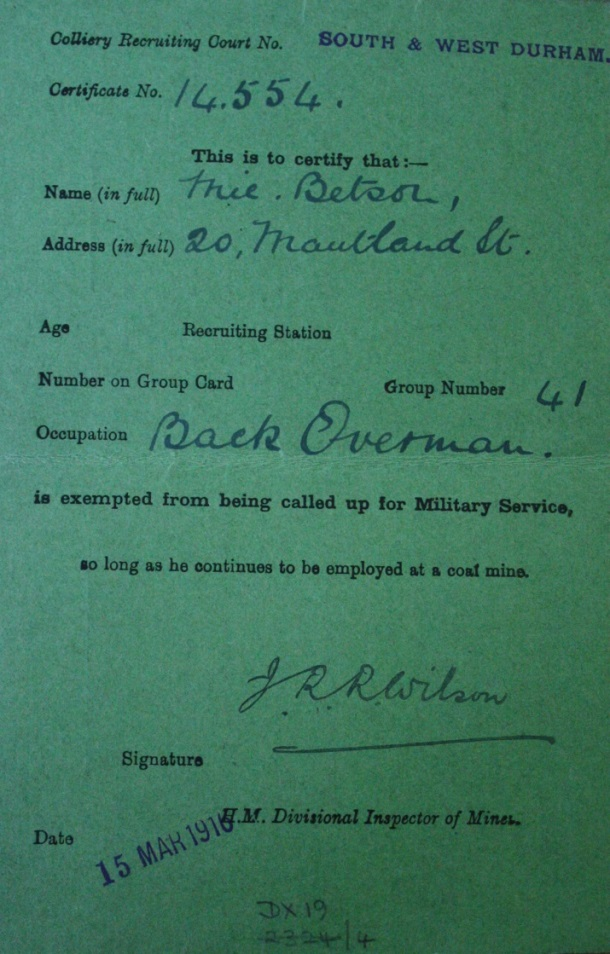 Colliery Recruiting Court No. SOUTH & WEST DURHAM.
Certificate No. 14.554.
This is to certify that:—
Name (in full) Mic. Betson,
Address (in full) 20, Maitland St.
Age Recruiting Station
Number on Group Card Group Number 41
Occupation Back Overman.
is exempted from being called up for Military Service,
so long as he continues to be employed at a coal mine.
J.R.R. Wilson
Signature
H.M. Divisional Inspector of Mines.
Date 15 MAR 1916
DX 19
2324/4